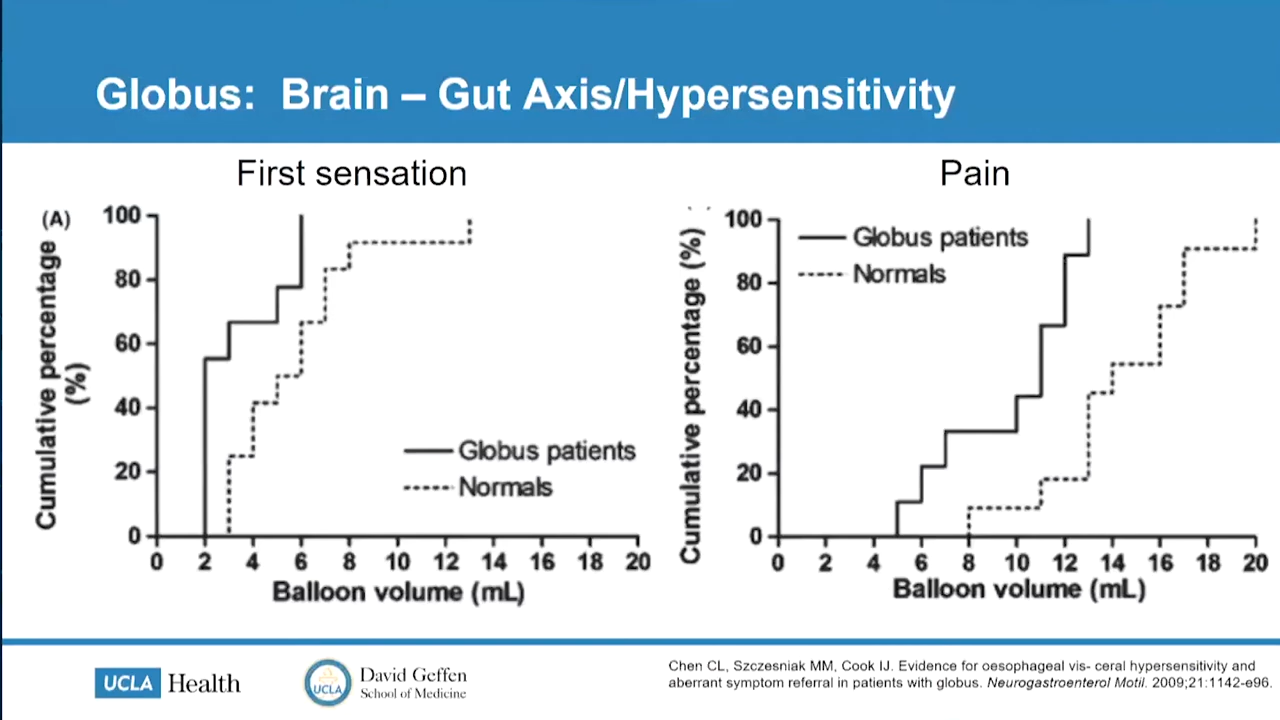 Globus: Brain – Gut Axis/Hypersensitivity
First sensation
(A)
Cumulative percentage
(%)
100
80
60
40
20
0
Globus patients
Normals
0 2 4 6 8 10 12 14 16 18 20
Balloon volume (mL)
Pain
Cumulative percentage (%)
100
80
60
40
20
0
Globus patients
Normals
0 2 4 6 8 10 12 14 16 18 20
Balloon volume (mL)
UCLA Health
UCLA
David Geffen
School of Medicine
Chen CL, Szczesniak MM, Cook IJ. Evidence for oesophageal vis- ceral hypersensitivity and
aberrant symptom referral in patients with globus. Neurogastroenterol Motil. 2009;21:1142-e96.